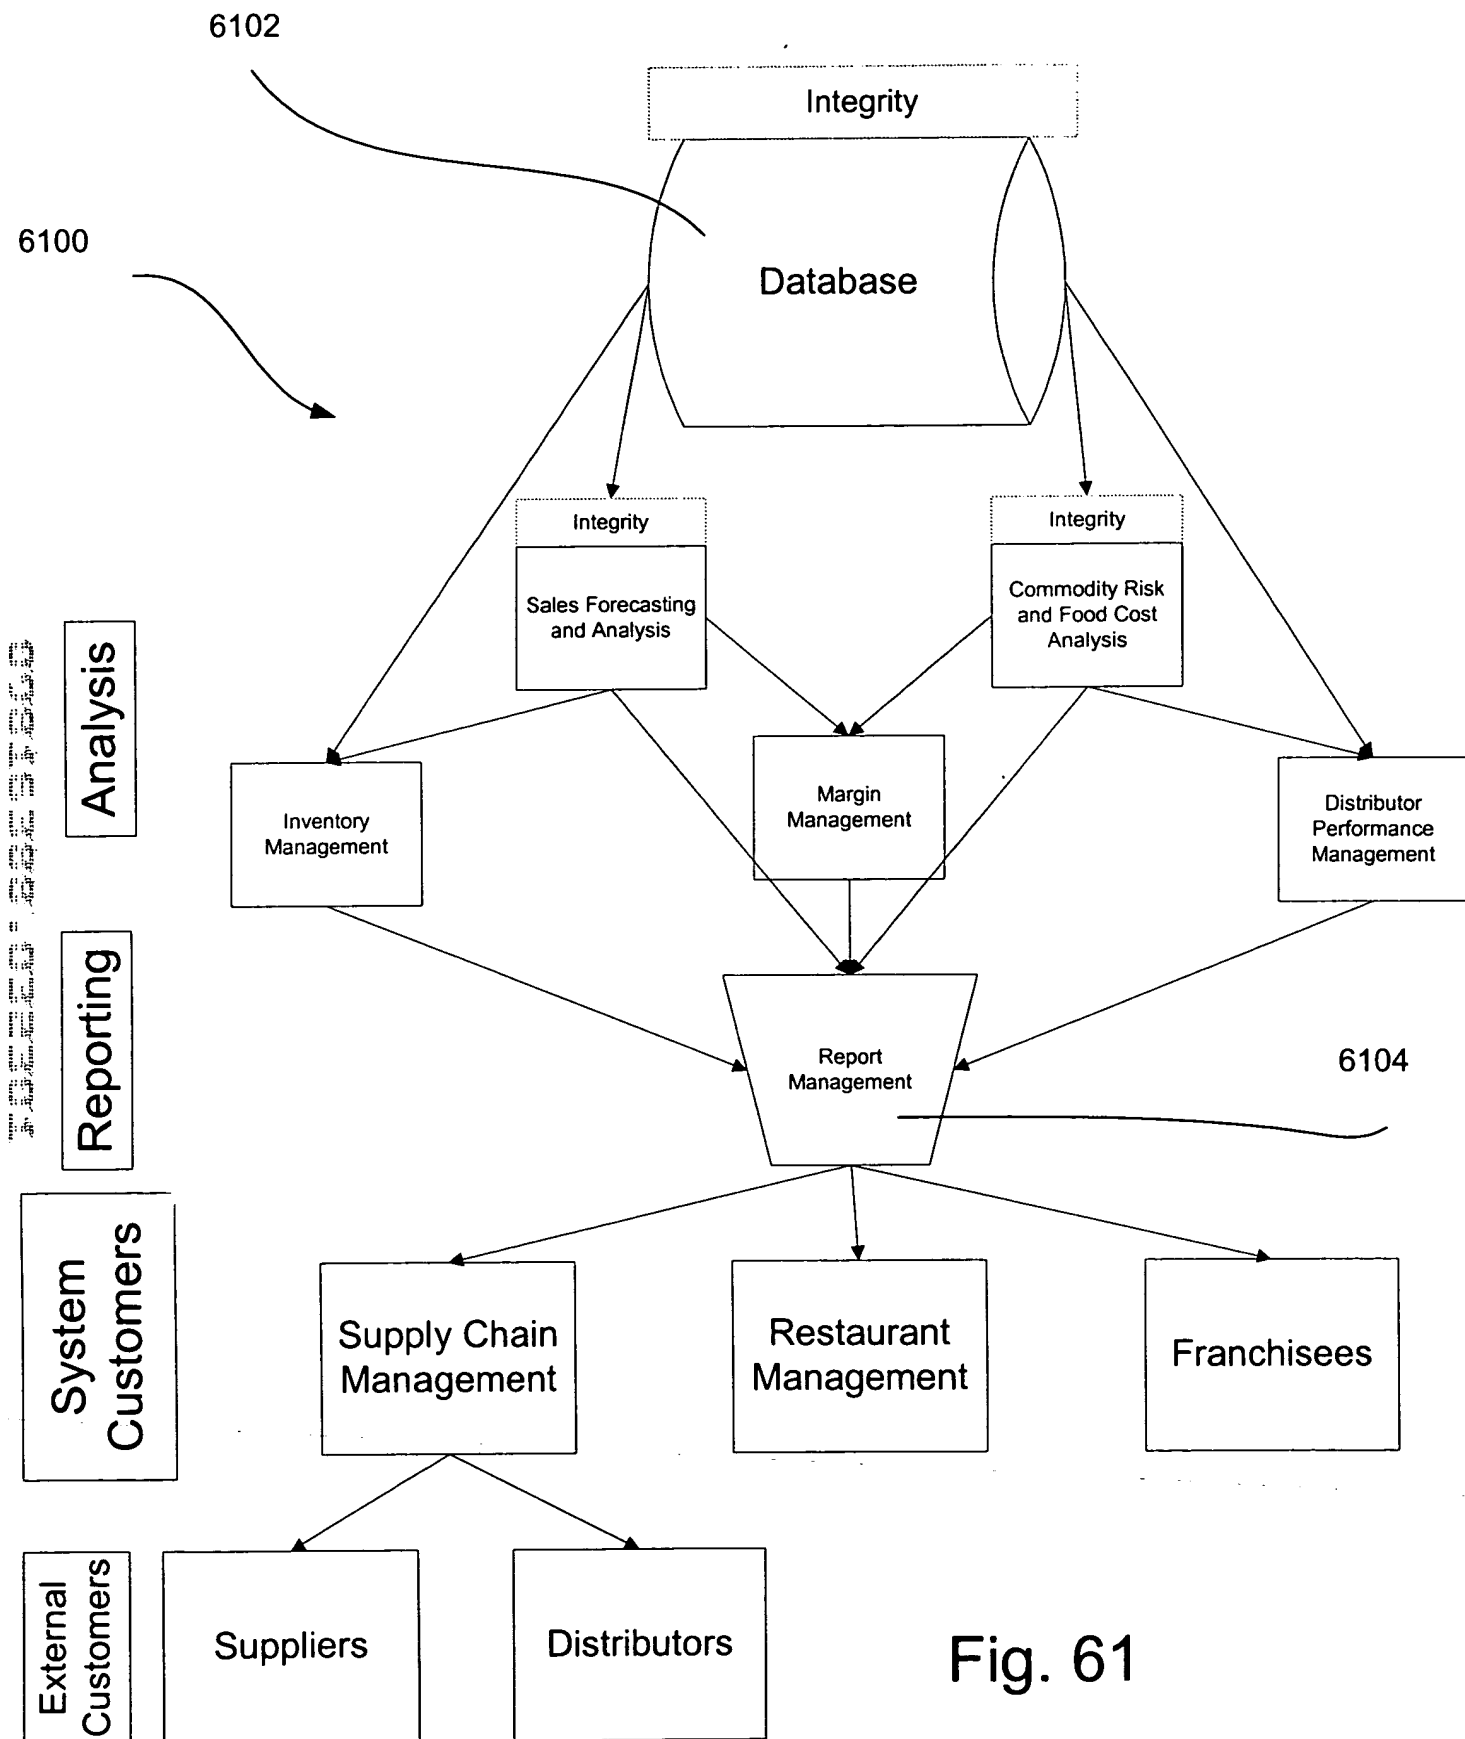 6102
Integrity
6100
Database
Integrity
Integrity
Sales Forecasting
and Analysis
Commodity Risk
and Food Cost
Analysis
Analysis
Inventory
Management
Margin
Management
Distributor
Performance
Management
Reporting
Report
Management
6104
System
Customers
Supply Chain
Management
Restaurant
Management
Franchisees
External
Customers
Suppliers
Distributors
Fig. 61